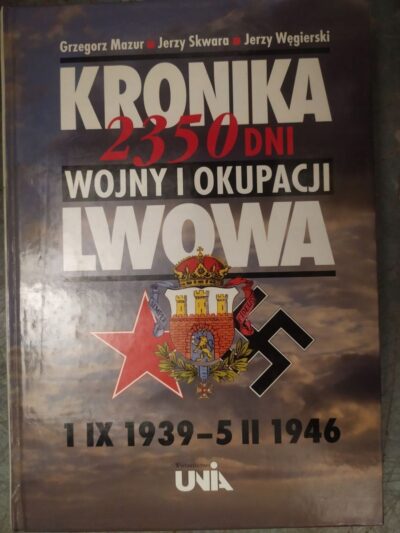 Grzegorz Mazur ■ Jerzy Skwara ■ Jerzy Węgierski
KRONIKA
2350 DNI
WOJNY I OKUPACJI
LWOWA
1 IX 1939–5 II 1946
Wydawnictwo
UNIA